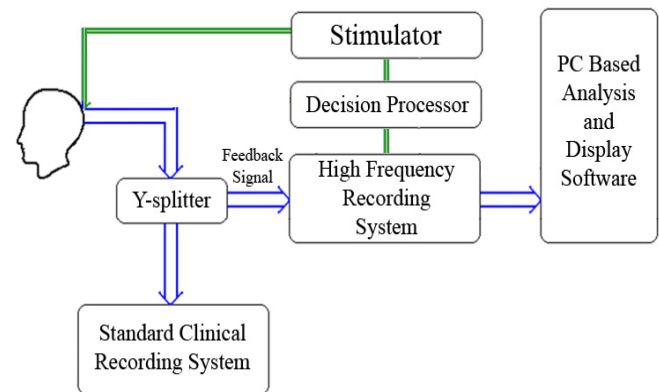 Stimulator
Decision Processor
PC Based
Analysis
and
Display
Software
Feedback
Signal
High Frequency
Recording
System
Y-splitter
Standard Clinical
Recording System